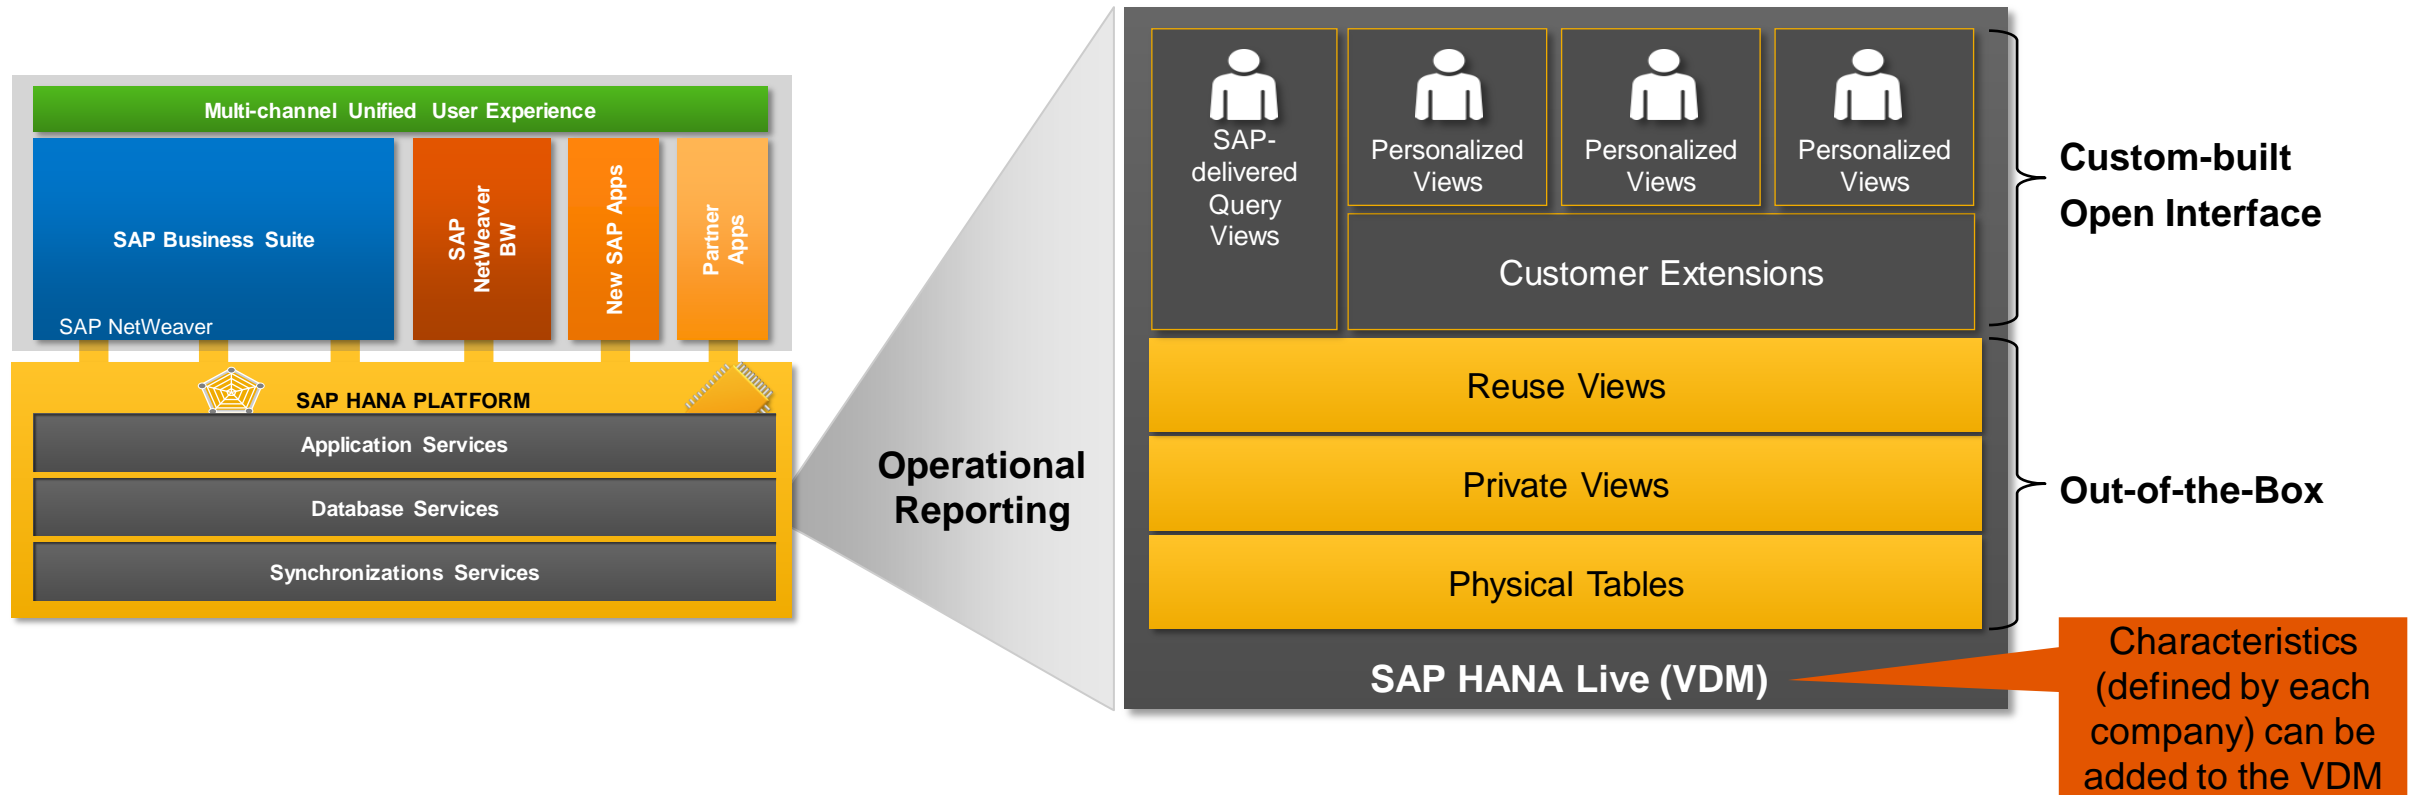 Multi-channel Unified User Experience
SAP Business Suite
SAP NetWeaver
SAP
NetWeaver
BW
New SAP Apps
Partner
Apps
SAP HANA PLATFORM
Application Services
Database Services
Synchronizations Services
Operational
Reporting
SAP-
delivered
Query
Views
Personalized
Views
Personalized
Views
Personalized
Views
Customer Extensions
Reuse Views
Private Views
Physical Tables
SAP HANA Live (VDM)
Custom-built
Open Interface
Out-of-the-Box
Characteristics
(defined by each
company) can be
added to the VDM